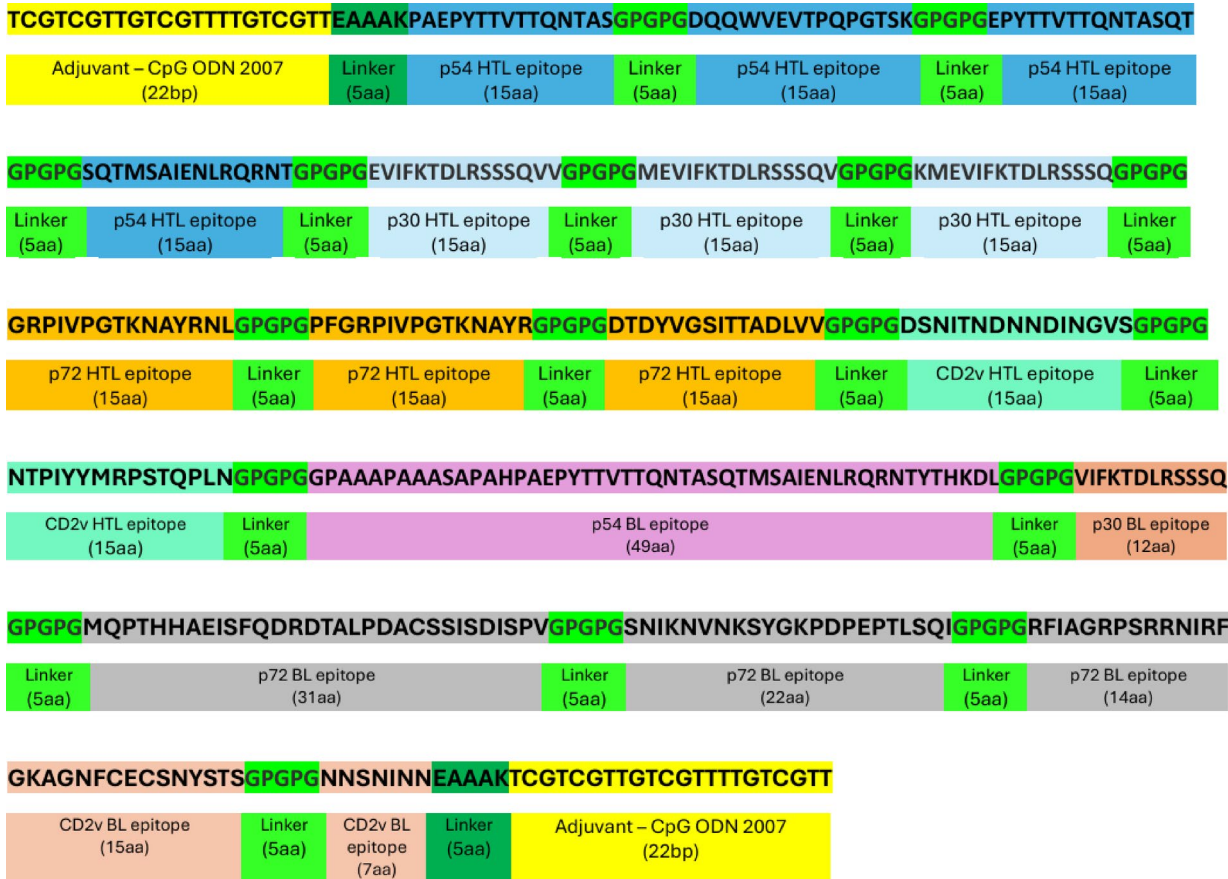 TCGTCGTTGTCGTTTTGTCGTTEAAAKPAEPYTTVTTQNTASGPGPGDQQWVEVTPQPGTSKGPGPGEPYTTVTTQNTASQT
Adjuvant – CpG ODN 2007 Linker p54 HTL epitope Linker p54 HTL epitope Linker p54 HTL epitope
(22bp) (5aa) (15aa) (5aa) (15aa) (5aa) (15aa)
GPGPGSQTMSAIENLRQRNTGPGPGEVIFKTDLRSSSQVVGPGPGMEVIFKTDLRSSSQVGPGPGKMEVIFKTDLRSSSQGPGPG
Linker p54 HTL epitope Linker p30 HTL epitope Linker p30 HTL epitope Linker p30 HTL epitope Linker
(5aa) (15aa) (5aa) (15aa) (5aa) (15aa) (5aa) (15aa) (5aa)
GRPIVPGTKNAYRNLGPGPGPFGRPIVPGTKNAYRGPGPGDTDYVGSITTADLVVGPGPGDSNITNDNNDINGVSGPGPG
p72 HTL epitope Linker p72 HTL epitope Linker p72 HTL epitope Linker CD2v HTL epitope Linker
(15aa) (5aa) (15aa) (5aa) (15aa) (5aa) (15aa) (5aa)
NTPIYYMRPSTQPLNGPGPGGPAAAPAAASAPAHPAEPYTTVTTQNTASQTMSAIENLRQRNTYTHKDLGPGPGVIFKTDLRSSSQ
CD2v HTL epitope Linker p54 BL epitope Linker p30 BL epitope
(15aa) (5aa) (49aa) (5aa) (12aa)
GPGPGMQPTHHAEISFQDRDTALPDACSSISDISPVGPGPGSNIKNVNKSYGKPDPEPTLSQIGPGPGRFIAGRPSRRNIRF
Linker p72 BL epitope Linker p72 BL epitope Linker p72 BL epitope
(5aa) (31aa) (5aa) (22aa) (5aa) (14aa)
GKAGNFCECSNYSTSGPGPGNNSNINNEAAAKTCGTCGTTGTCGTTTTGTCGTT
CD2v BL epitope Linker CD2v BL Linker Adjuvant – CpG ODN 2007
(15aa) (5aa) epitope (5aa) (22bp)
(7aa)